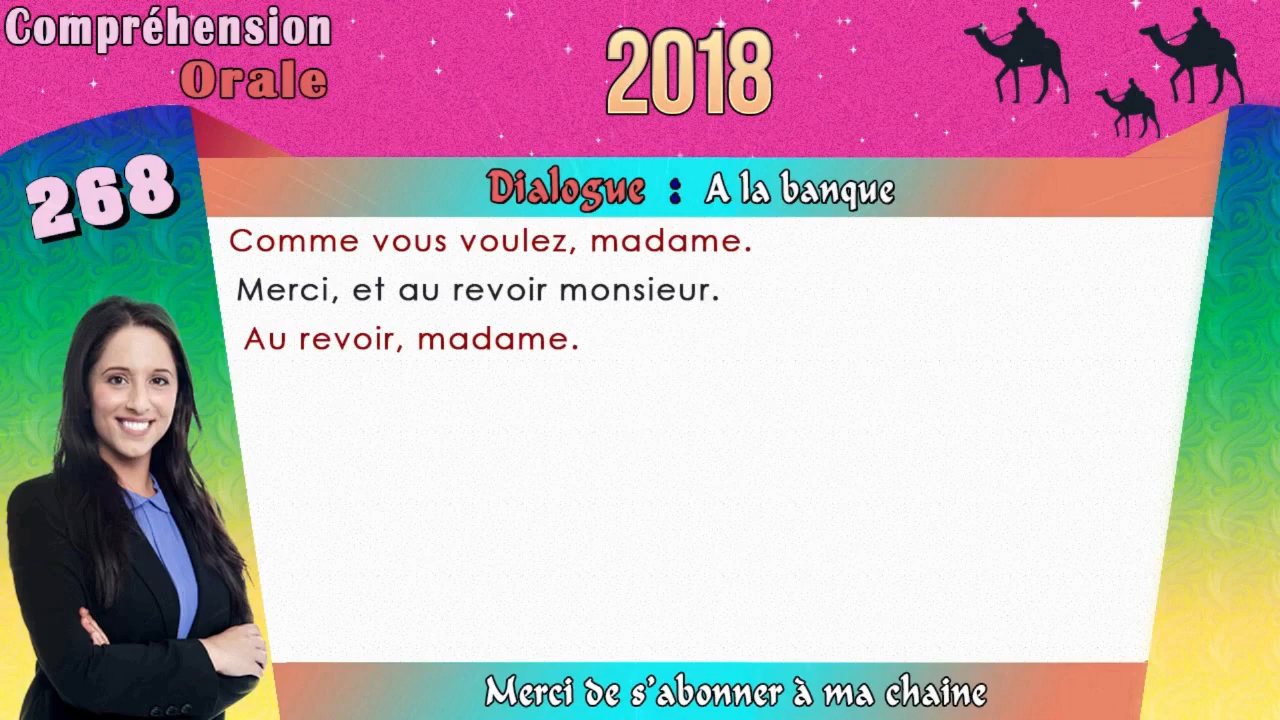 Compréhension
Orale
2018
268
Dialogue : A la banque
Comme vous voulez, madame.
Merci, et au revoir monsieur.
Au revoir, madame.
Merci de s'abonner à ma chaine